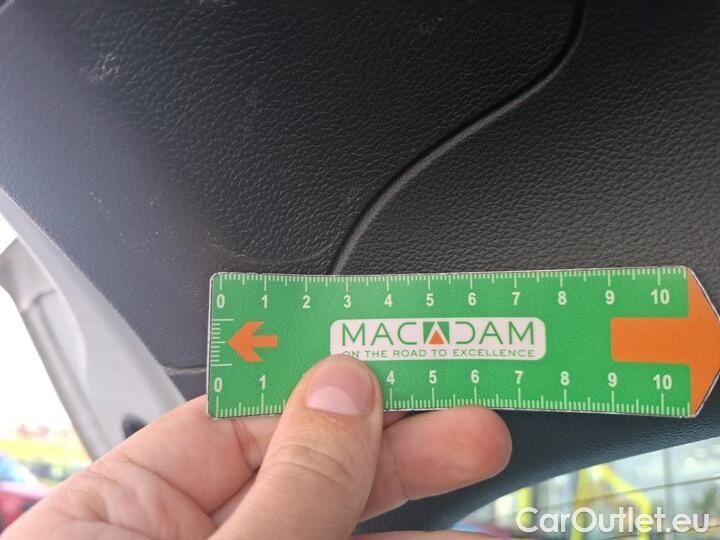 0 1 2 3 4 5 6 7 8 9 10
MACADAM
ON THE ROAD TO EXCELLENCE
0 1 4 5 6 7 8 9 10
CarOutlet.eu